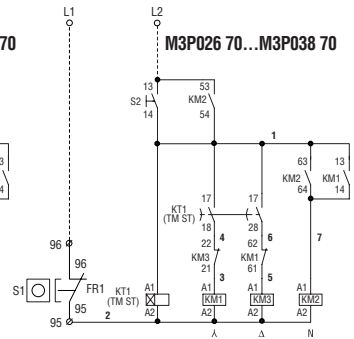 L1 L2
70 M3P026 70...M3P038 70
13 53
S2 KM2
14 54
1
3 63 13
KM2 KM1
4 64 14
17 17
KT1
(TM ST)
18 28
4 6 7
22 62
KM3 KM1
21 61
3 5
96
96
S1 FR1
95
95 2
KT1
(TM ST)
A1 A1 A1 A1
KM1 KM3 KM2
A2 A2 A2 A2
N